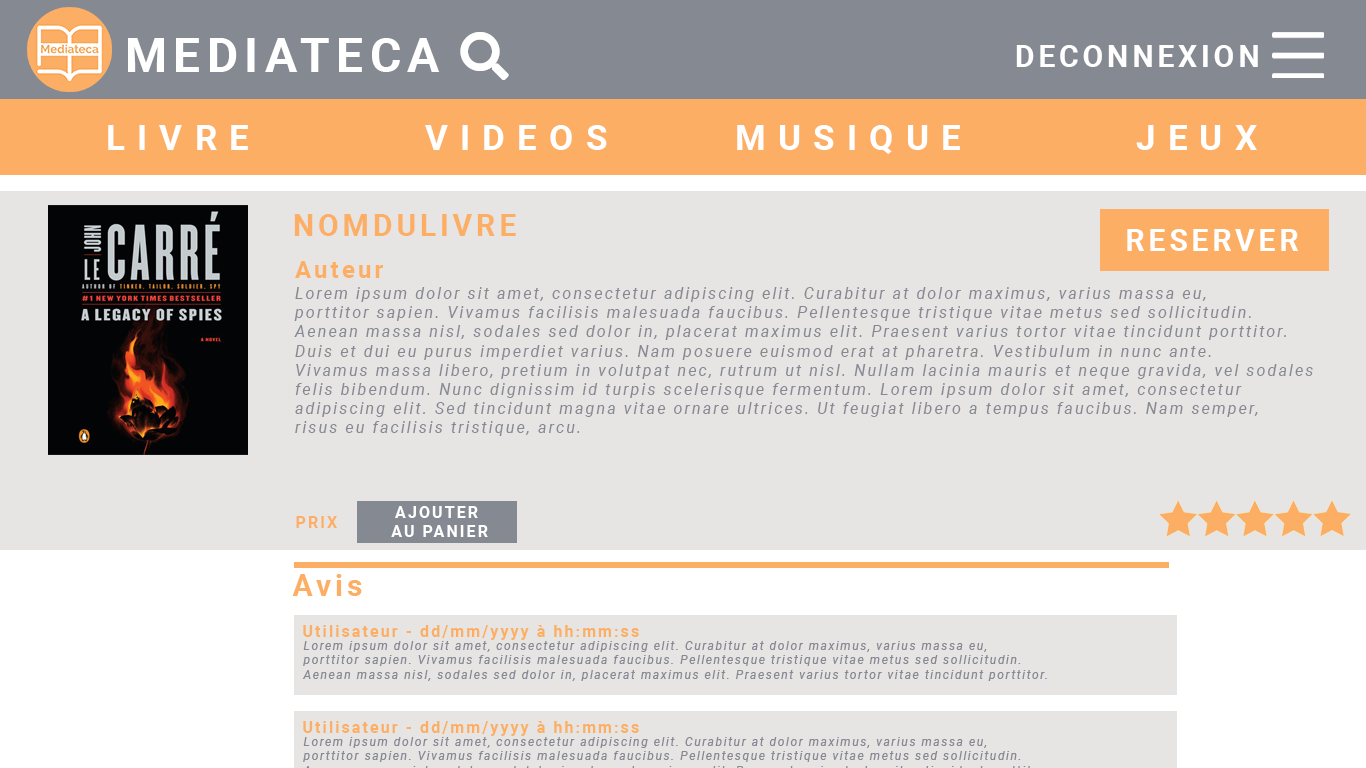 Mediateca
MEDIATECA
DECONNEXION
LIVRE
VIDEOS
MUSIQUE
JEUX
JOHN
LE
CARRÉ
AUTHOR OF TINKER, TAILOR, SOLDIER, SPY
#1 NEW YORK TIMES BESTSELLER
A LEGACY OF SPIES
A NOVEL
NOMDULIVRE
RESERVER
Auteur
Lorem ipsum dolor sit amet, consectetur adipiscing elit. Curabitur at dolor maximus, varius massa eu,
porttitor sapien. Vivamus facilisis malesuada faucibus. Pellentesque tristique vitae metus sed sollicitudin.
Aenean massa nisl, sodales sed dolor in, placerat maximus elit. Praesent varius tortor vitae tincidunt porttitor.
Duis et dui eu purus imperdiet varius. Nam posuere euismod erat at pharetra. Vestibulum in nunc ante.
Vivamus massa libero, pretium in volutpat nec, rutrum ut nisl. Nullam lacinia mauris et neque gravida, vel sodales
felis bibendum. Nunc dignissim id turpis scelerisque fermentum. Lorem ipsum dolor sit amet, consectetur
adipiscing elit. Sed tincidunt magna vitae ornare ultrices. Ut feugiat libero a tempus faucibus. Nam semper,
risus eu facilisis tristique, arcu.
PRIX
AJOUTER
AU PANIER
Avis
Utilisateur - dd/mm/yyyy à hh:mm:ss
Lorem ipsum dolor sit amet, consectetur adipiscing elit. Curabitur at dolor maximus, varius massa eu,
porttitor sapien. Vivamus facilisis malesuada faucibus. Pellentesque tristique vitae metus sed sollicitudin.
Aenean massa nisl, sodales sed dolor in, placerat maximus elit. Praesent varius tortor vitae tincidunt porttitor.
Utilisateur - dd/mm/yyyy à hh:mm:ss
Lorem ipsum dolor sit amet, consectetur adipiscing elit. Curabitur at dolor maximus, varius massa eu,
porttitor sapien. Vivamus facilisis malesuada faucibus. Pellentesque tristique vitae metus sed sollicitudin.